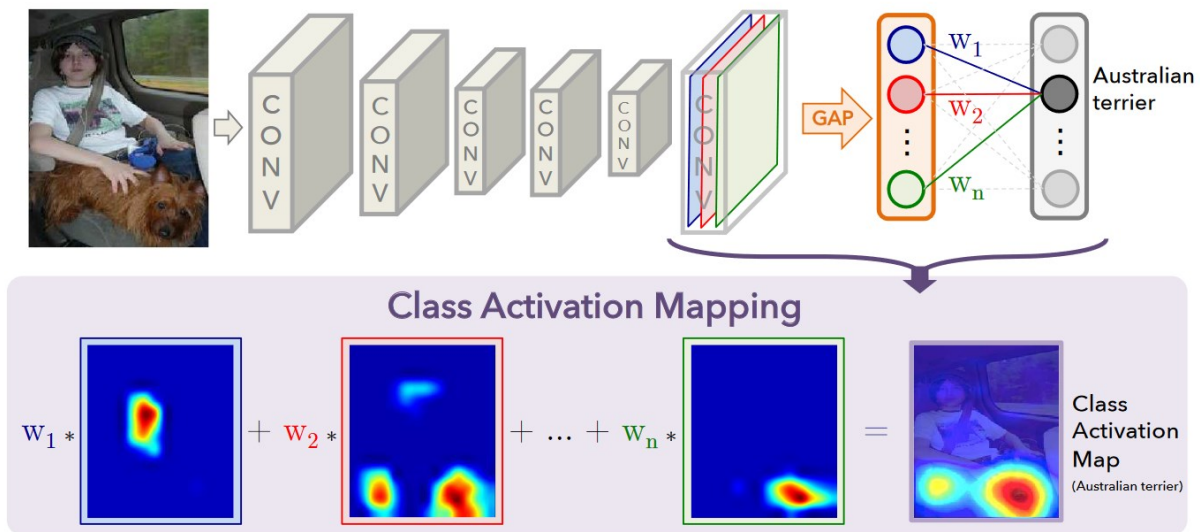 CONV
CONV
CONV
CONV
CONV
CONV
GAP
w1
w2
⋮
wn
⋮
Australian
terrier
Class Activation Mapping
w1 * + w2 * + ... + wn * =
Class
Activation
Map
(Australian terrier)